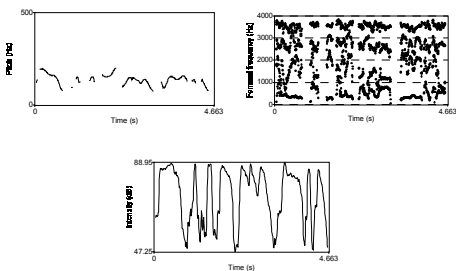 500
Pitch (Hz)
0
0
4.663
Time (s)
4000
3000
2000
1000
0
Formant frequency (Hz)
0
4.663
Time (s)
88.95
Intensity (dB)
47.25
0
4.663
Time (s)